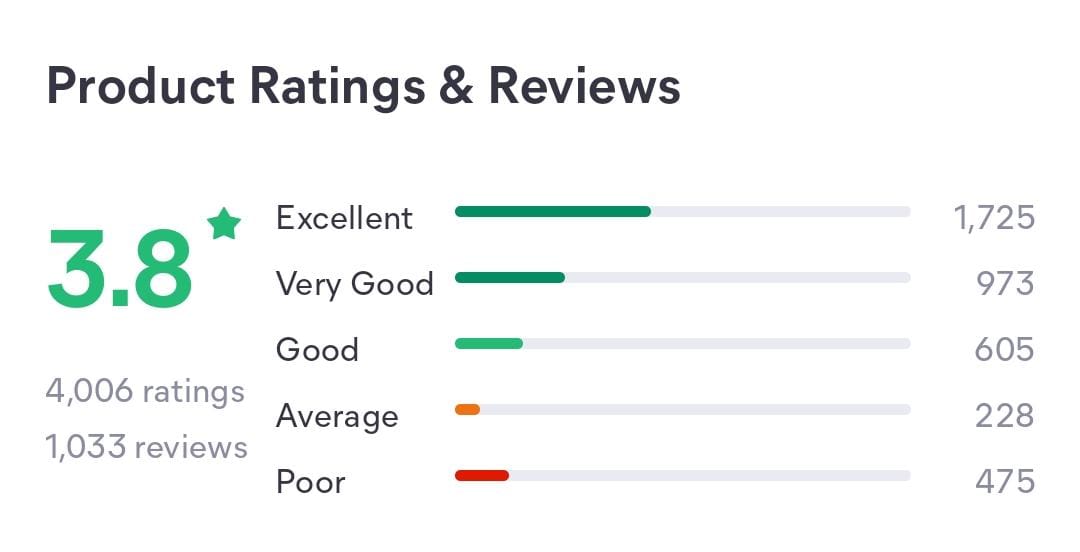 Product Ratings & Reviews
3.8
4,006 ratings
1,033 reviews
Excellent 1,725
Very Good 973
Good 605
Average 228
Poor 475